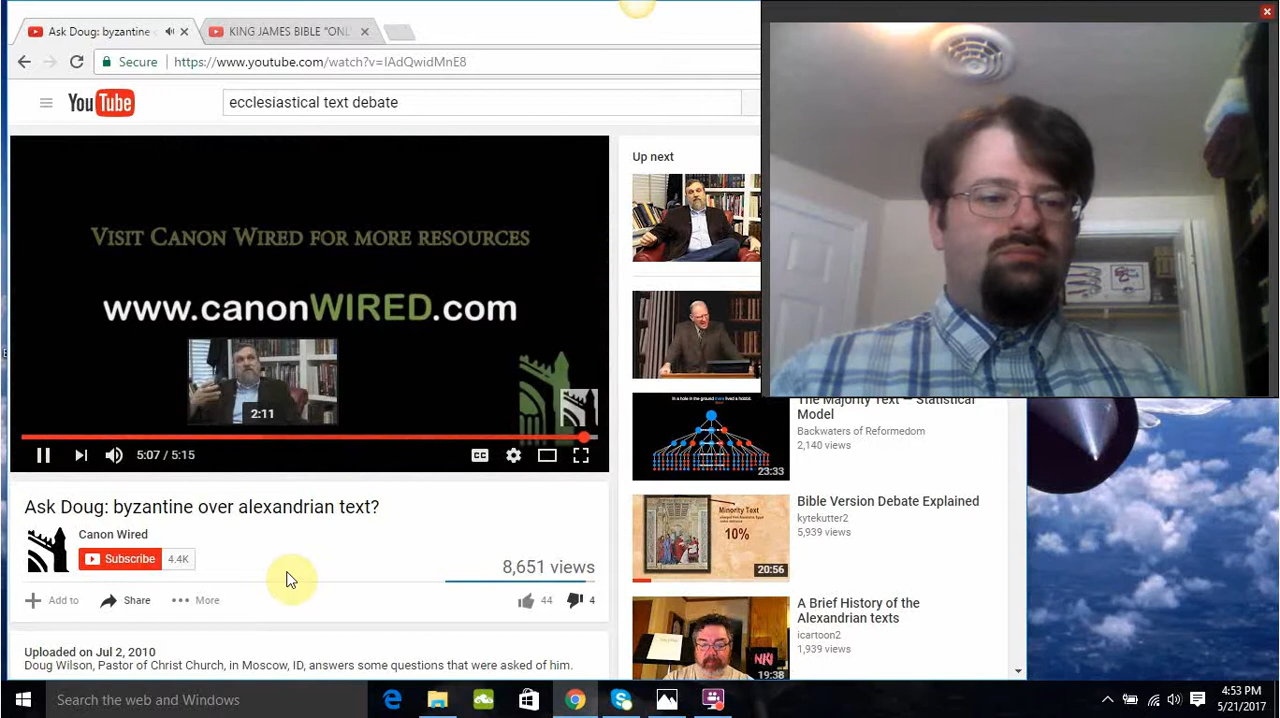 Ask Doug: byzantine
KING JAMES BIBLE "ONL
Secure https://www.youtube.com/watch?v=lAdQwidMnE8
YouTube
ecclesiastical text debate
Up next
VISIT CANON WIRED FOR MORE RESOURCES
www.canonWIRED.com
2:11
5:07 / 5:15
CC
Ask Doug: byzantine over alexandrian text?
Canon Wired
Subscribe 4.4K
8,651 views
Add to Share More 44 4
Uploaded on Jul 2, 2010
Doug Wilson, Pastor of Christ Church, in Moscow, ID, answers some questions that were asked of him.
The Majority Text — Statistical
Model
Backwaters of Reformedom
2,140 views
23:33
Bible Version Debate Explained
kytekutter2
5,939 views
Minority Text
10%
20:56
A Brief History of the
Alexandrian texts
icartoon2
1,939 views
NKJ
19:38
Search the web and Windows
4:53 PM
5/21/2017